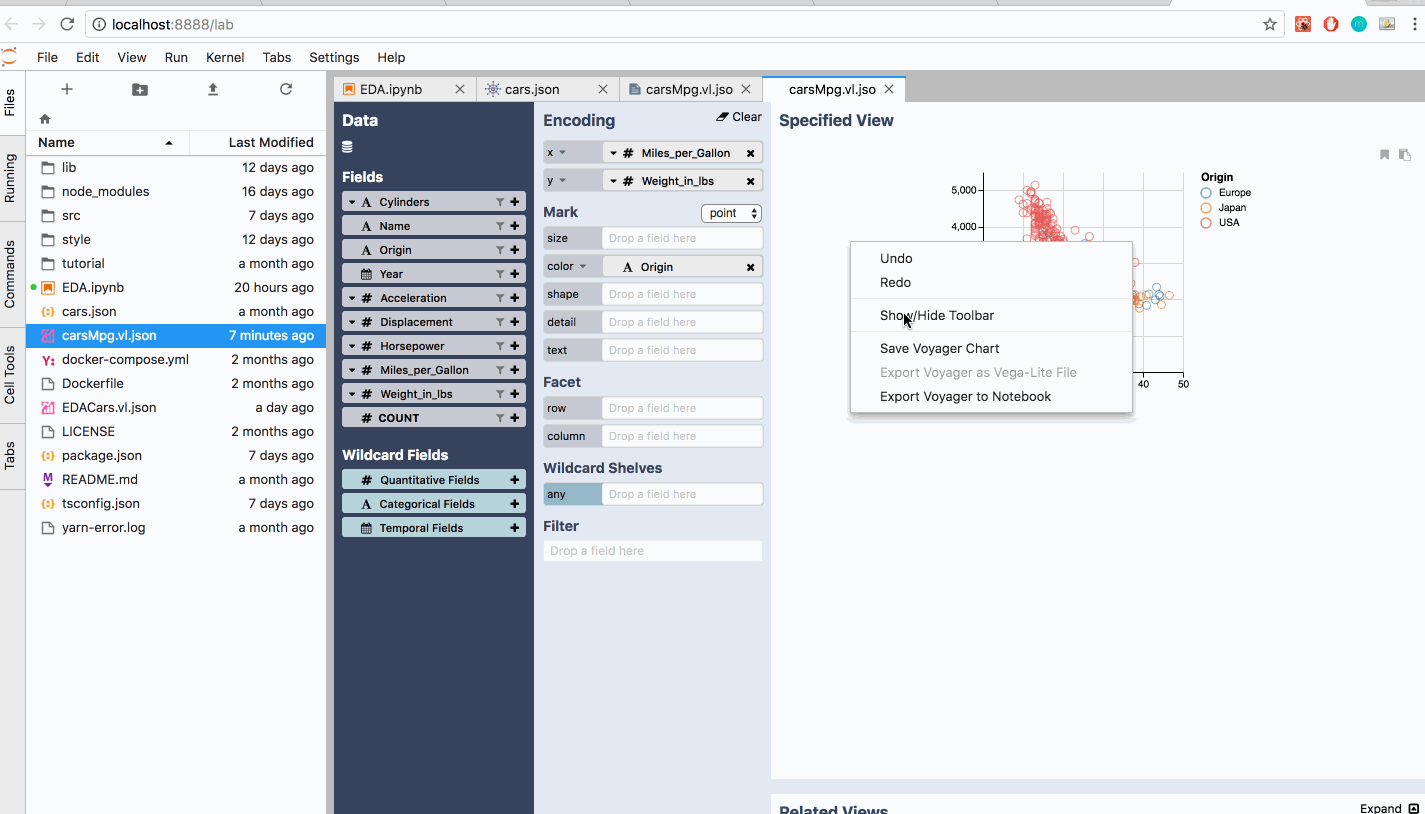 localhost:8888/lab
File Edit View Run Kernel Tabs Settings Help
Files
Running
Commands
Cell Tools
Tabs
Name Last Modified
lib 12 days ago
node_modules 16 days ago
src 7 days ago
style 12 days ago
tutorial a month ago
EDA.ipynb 20 hours ago
cars.json a month ago
carsMpg.vl.json 7 minutes ago
Y: docker-compose.yml 2 months ago
Dockerfile 2 months ago
EDACars.vl.json a day ago
LICENSE 2 months ago
package.json 7 days ago
M README.md a month ago
tsconfig.json 7 days ago
yarn-error.log a month ago
EDA.ipynb cars.json carsMpg.vl.jso carsMpg.vl.jso
Data
Fields
A Cylinders
A Name
A Origin
Year
# Acceleration
# Displacement
# Horsepower
# Miles_per_Gallon
# Weight_in_lbs
# COUNT
Wildcard Fields
# Quantitative Fields
A Categorical Fields
Temporal Fields
Encoding Clear
x # Miles_per_Gallon
y # Weight_in_lbs
Mark point
size Drop a field here
color A Origin
shape Drop a field here
detail Drop a field here
text Drop a field here
Facet
row Drop a field here
column Drop a field here
Wildcard Shelves
any Drop a field here
Filter
Drop a field here
Specified View
5,000
4,000
40 50
Origin
Europe
Japan
USA
Undo
Redo
Show/Hide Toolbar
Save Voyager Chart
Export Voyager as Vega-Lite File
Export Voyager to Notebook
Related Views Expand